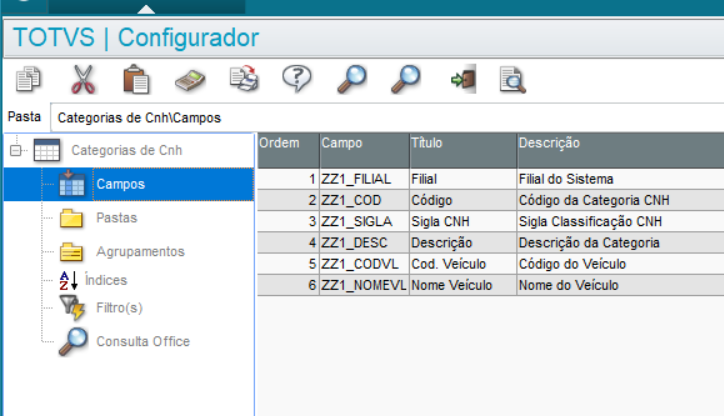 TOTVS | Configurador
Pasta Categorias de Cnh\Campos
Categorias de Cnh
Campos
Pastas
Agrupamentos
Índices
Filtro(s)
Consulta Office
Ordem Campo Título Descrição
1 ZZ1_FILIAL Filial Filial do Sistema
2 ZZ1_COD Código Código da Categoria CNH
3 ZZ1_SIGLA Sigla CNH Sigla Classificação CNH
4 ZZ1_DESC Descrição Descrição da Categoria
5 ZZ1_CODVL Cod. Veículo Código do Veículo
6 ZZ1_NOMEVL Nome Veículo Nome do Veículo